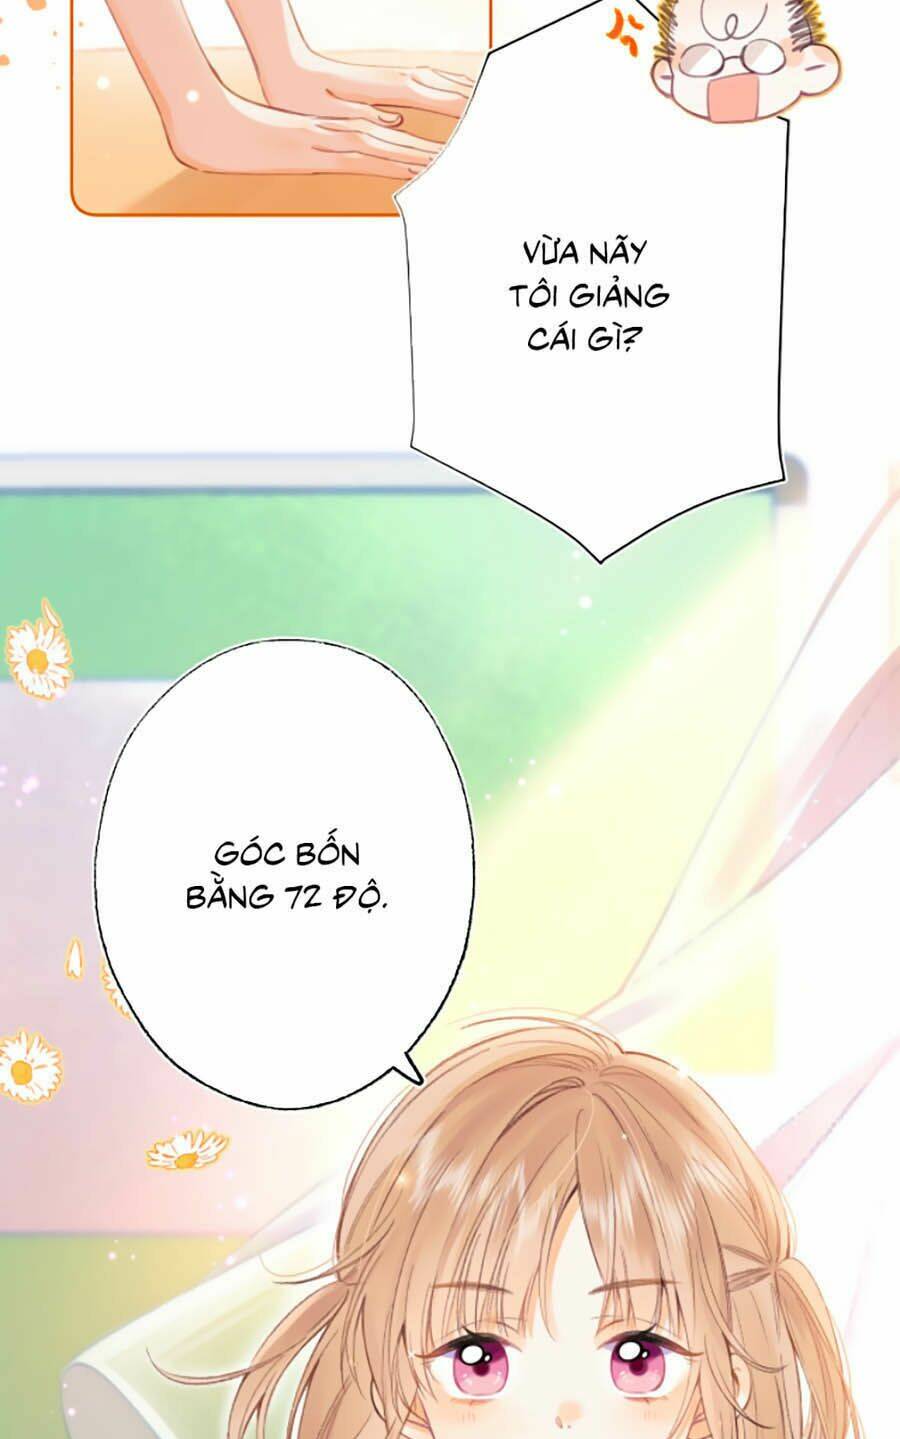 VỪA NÃY
TÔI GIẢNG
CÁI GÌ?
GÓC BỐN
BẰNG 72 ĐỘ.